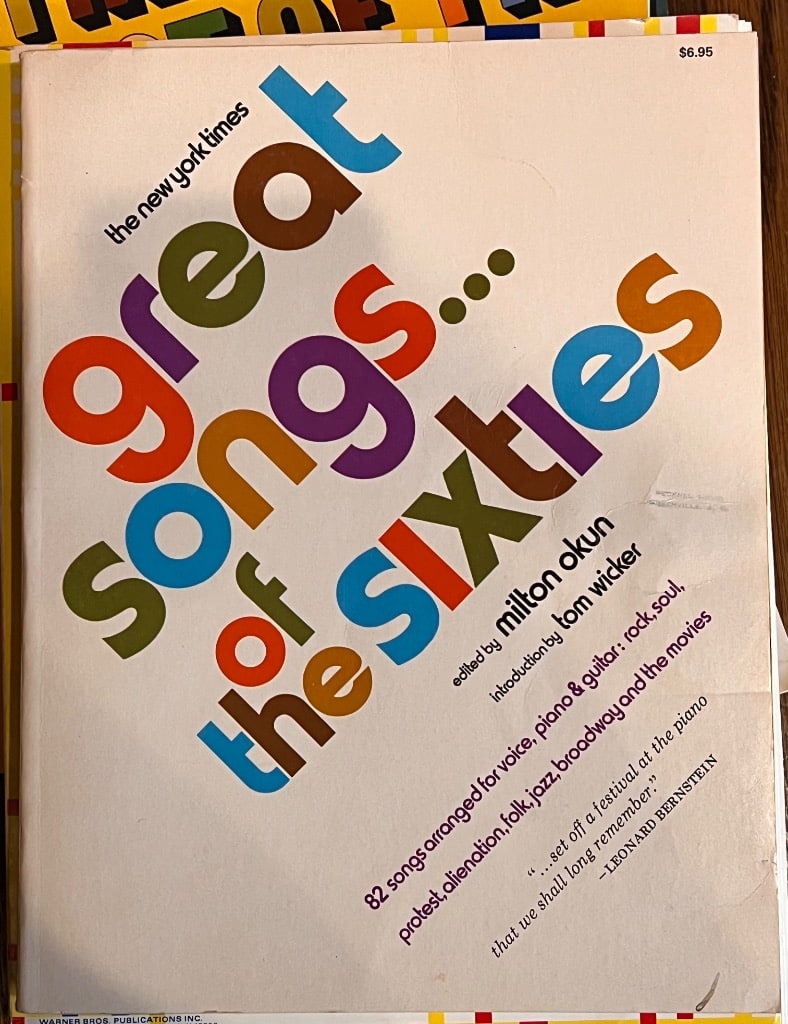 $6.95
the new york times
great
songs...
of
the sixties
edited by milton okun
introduction by tom wicker
82 songs arranged for voice, piano & guitar: rock, soul,
protest, alienation, folk, jazz, broadway and the movies
"...set off a festival at the piano
that we shall long remember."
–LEONARD BERNSTEIN
WARNER BROS. PUBLICATIONS INC.